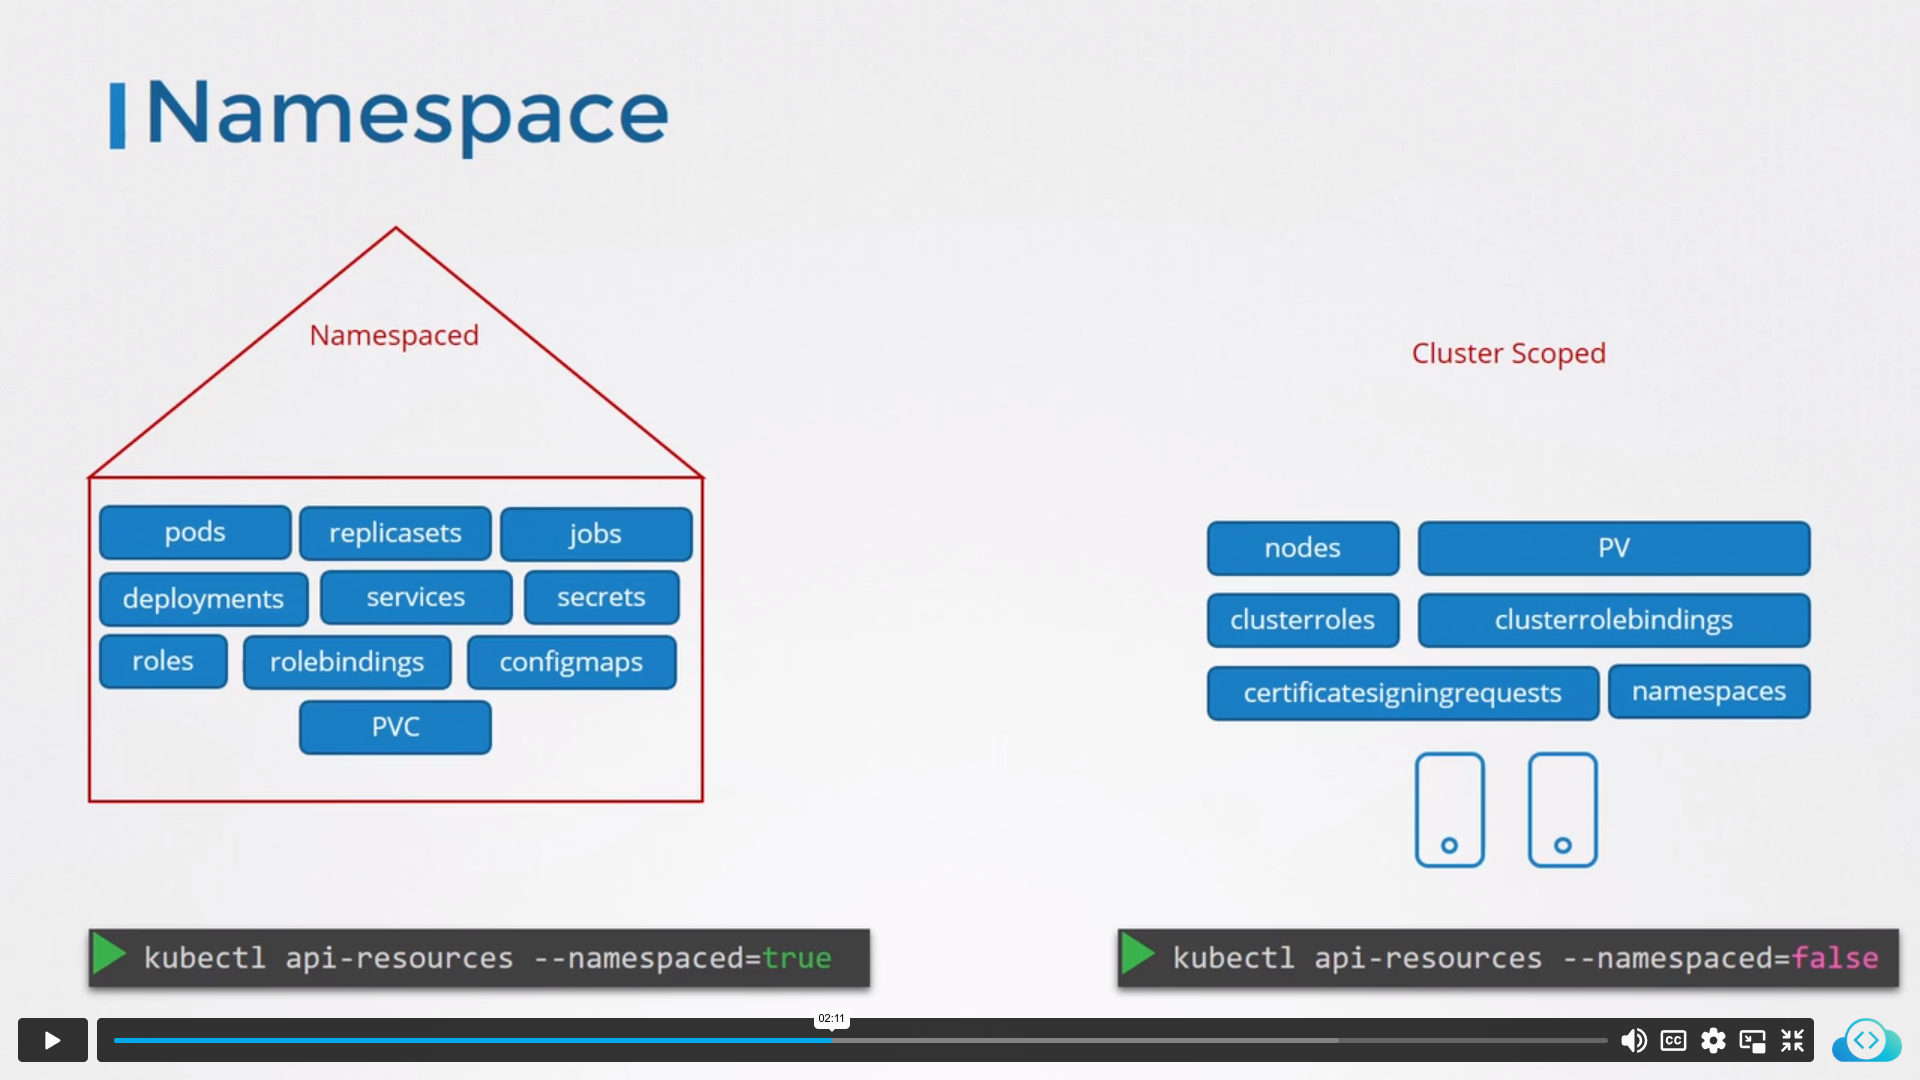 Namespace
Namespaced
Cluster Scoped
pods replicasets jobs
deployments services secrets
roles rolebindings configmaps
PVC
nodes PV
clusterroles clusterrolebindings
certificatesigningrequests namespaces
kubectl api-resources --namespaced=true
kubectl api-resources --namespaced=false
02:11
CC